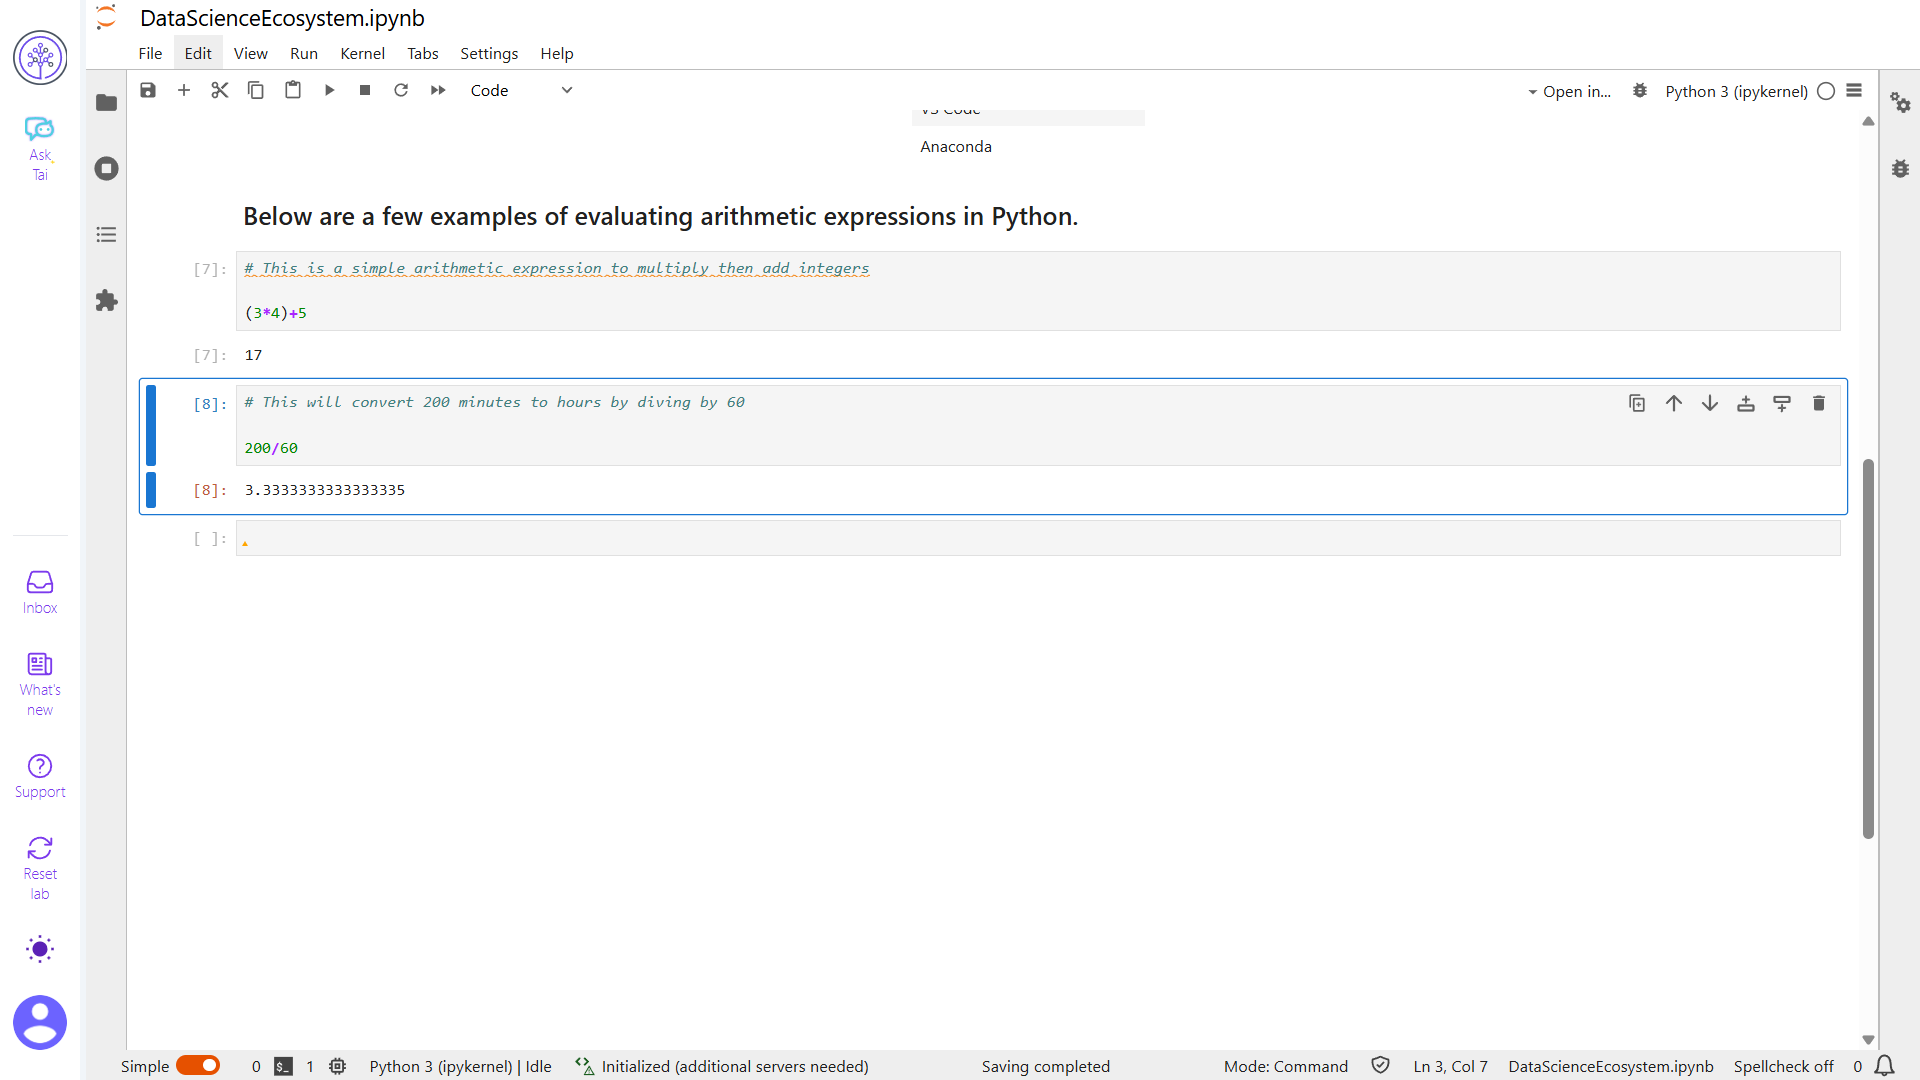 DataScienceEcosystem.ipynb
File Edit View Run Kernel Tabs Settings Help
Code
Open in...
Python 3 (ipykernel)
Ask
Tai
VS Code
Anaconda
Below are a few examples of evaluating arithmetic expressions in Python.
[7]: # This is a simple arithmetic expression to multiply then add integers
(3*4)+5
[7]: 17
[8]: # This will convert 200 minutes to hours by diving by 60
200/60
[8]: 3.3333333333333335
[ ]:
Inbox
What's
new
Support
Reset
lab
Simple 0 $_ 1 Python 3 (ipykernel) | Idle Initialized (additional servers needed) Saving completed Mode: Command Ln 3, Col 7 DataScienceEcosystem.ipynb Spellcheck off 0